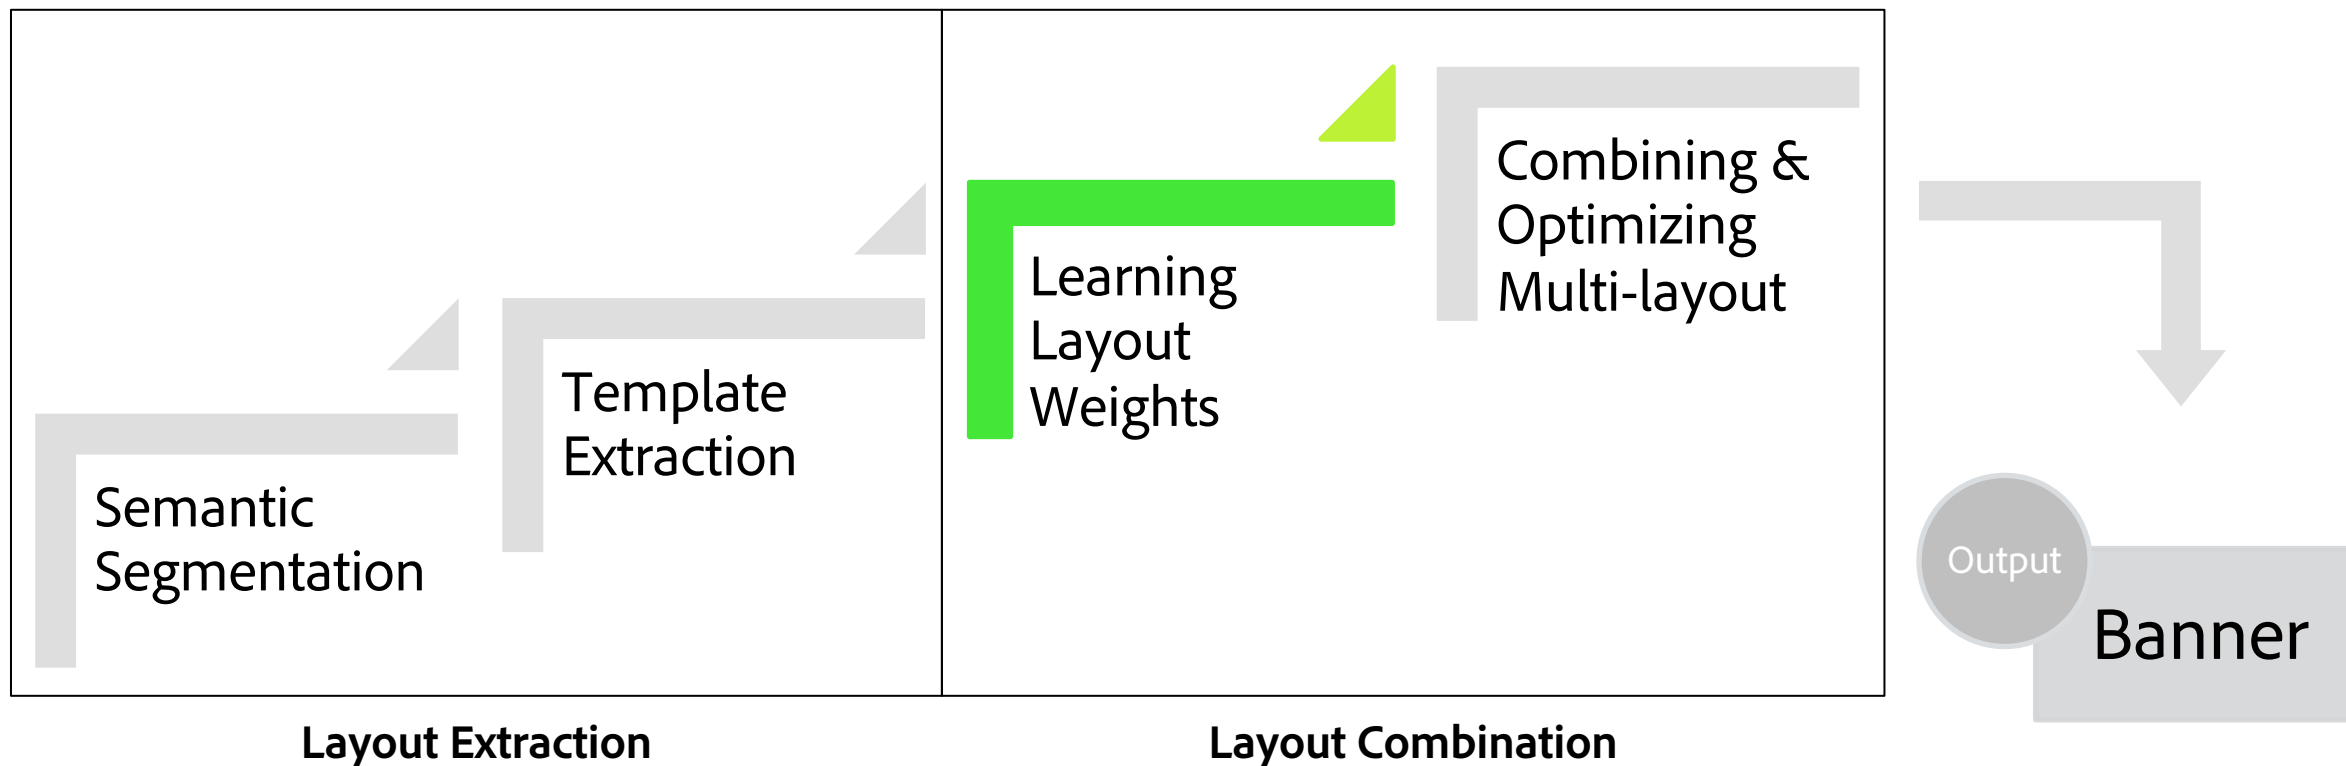 Semantic
Segmentation
Template
Extraction
Learning
Layout
Weights
Combining &
Optimizing
Multi-layout
Output
Banner
Layout Extraction
Layout Combination